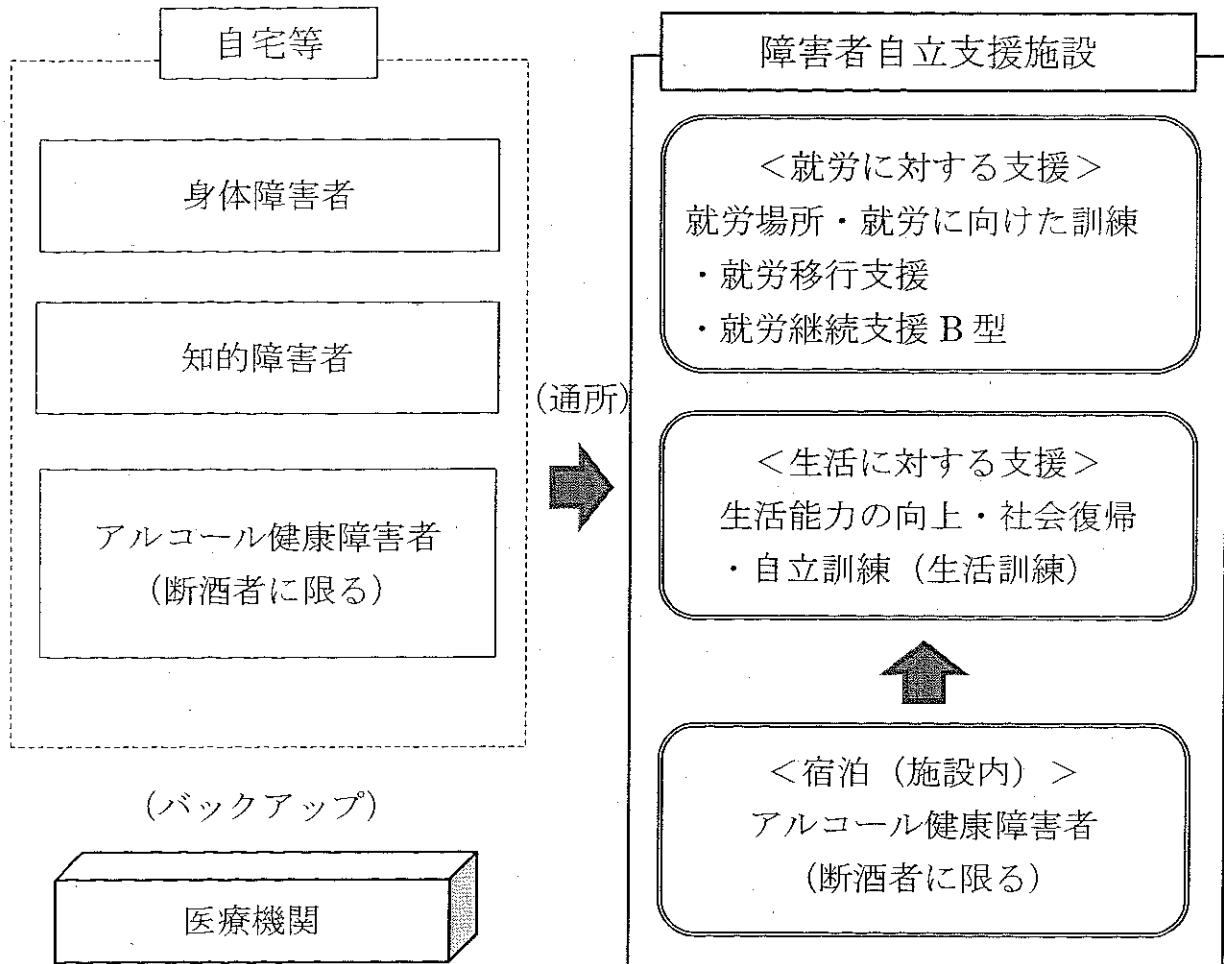 自宅等
身体障害者
知的障害者
アルコール健康障害者
(断酒者に限る)
(バックアップ)
医療機関
(通所)
障害者自立支援施設
<就労に対する支援>
就労場所・就労に向けた訓練
・就労移行支援
・就労継続支援 B 型
<生活に対する支援>
生活能力の向上・社会復帰
・自立訓練(生活訓練)
<宿泊(施設内)>
アルコール健康障害者
(断酒者に限る)